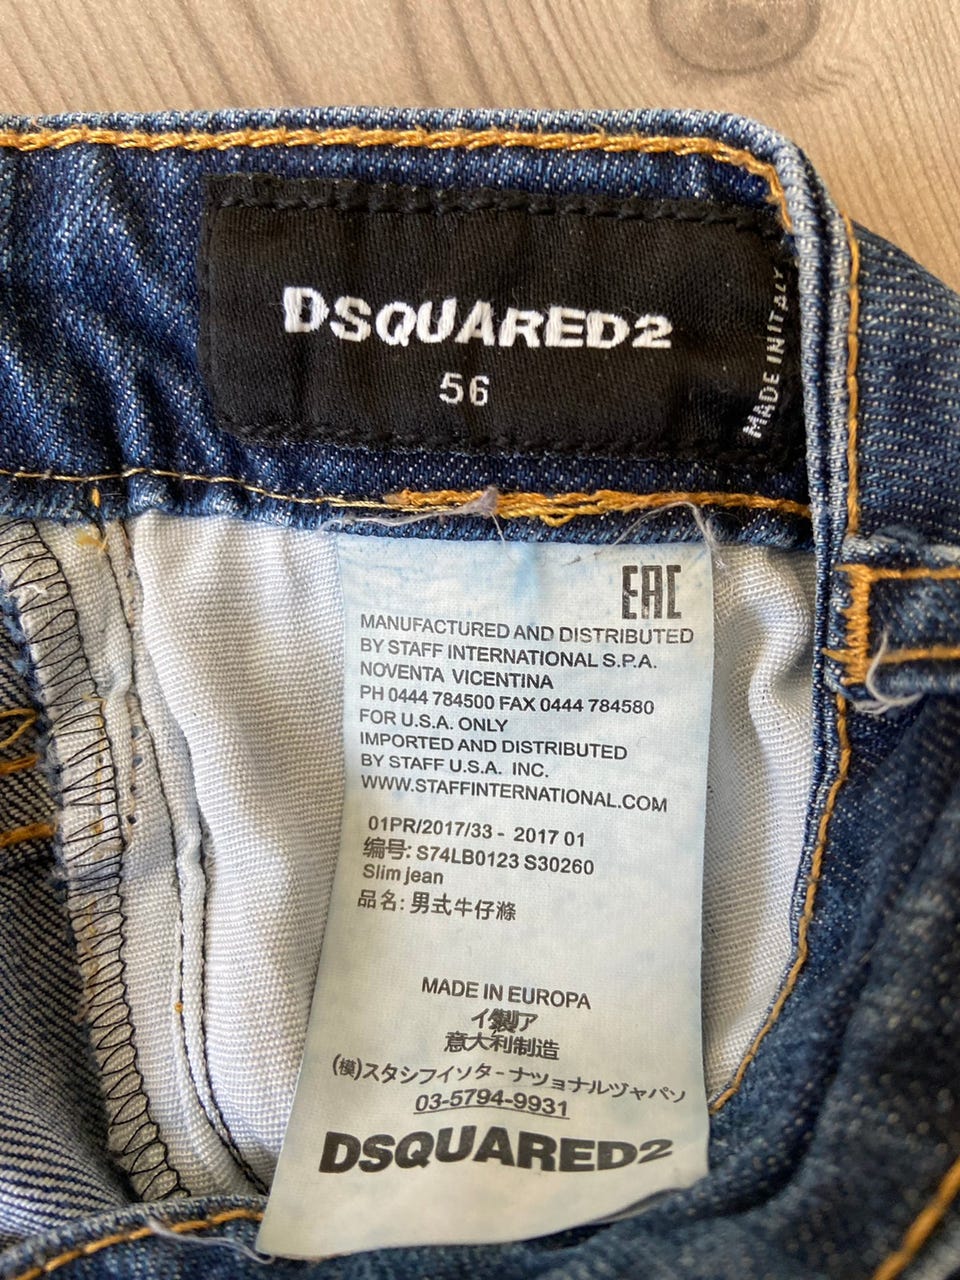 DSQUARED2
56
MADE IN ITALY
EAC
MANUFACTURED AND DISTRIBUTED
BY STAFF INTERNATIONAL S.P.A.
NOVENTA VICENTINA
PH 0444 784500 FAX 0444 784580
FOR U.S.A. ONLY
IMPORTED AND DISTRIBUTED
BY STAFF U.S.A. INC.
WWW.STAFFINTERNATIONAL.COM
01PR/2017/33 - 2017 01
编号: S74LB0123 S30260
Slim jean
品名: 男式牛仔滌
MADE IN EUROPA
意大利制造
(模)スタシフイソターナツョナルヅャパソ
03-5794-9931
DSQUARED2